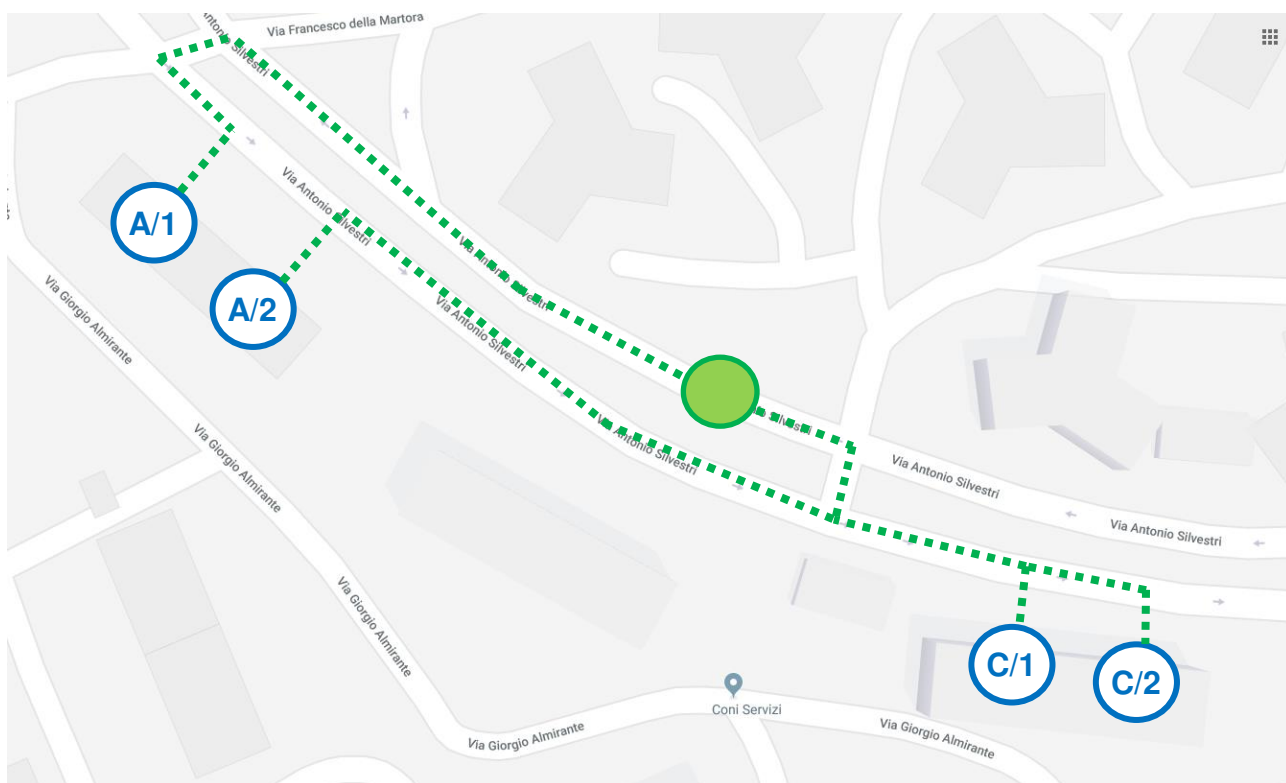 Via Francesco della Martora
Antonio Silvestri
Via Antonio Silvestri
Via Antonio Silvestri
A/1
A/2
Via Antonio Silvestri
Via Giorgio Almirante
Via Antonio Silvestri
Silvestri
Via Giorgio Almirante
Via Antonio Silvestri
Via Antonio Silvestri
Via Giorgio Almirante
C/1
C/2
Coni Servizi
Via Giorgio Almirante
Via Giorgio Almirante